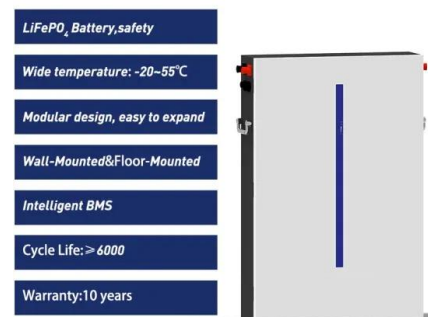 LiFePO₄ Battery,safety
Wide temperature: -20~55℃
Modular design, easy to expand
Wall-Mounted&Floor-Mounted
Intelligent BMS
Cycle Life:≥6000
Warranty:10 years